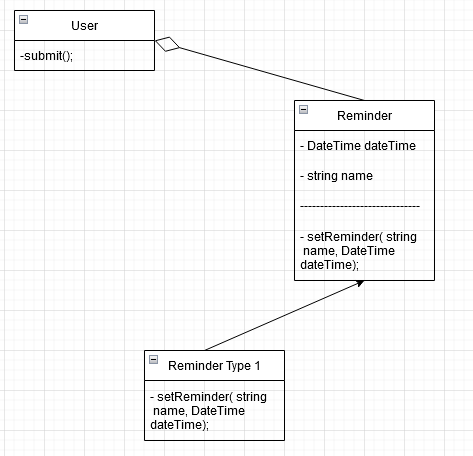 User
-submit();
Reminder
- DateTime dateTime
- string name
------------------------------
- setReminder( string
name, DateTime
dateTime);
Reminder Type 1
- setReminder( string
name, DateTime
dateTime);